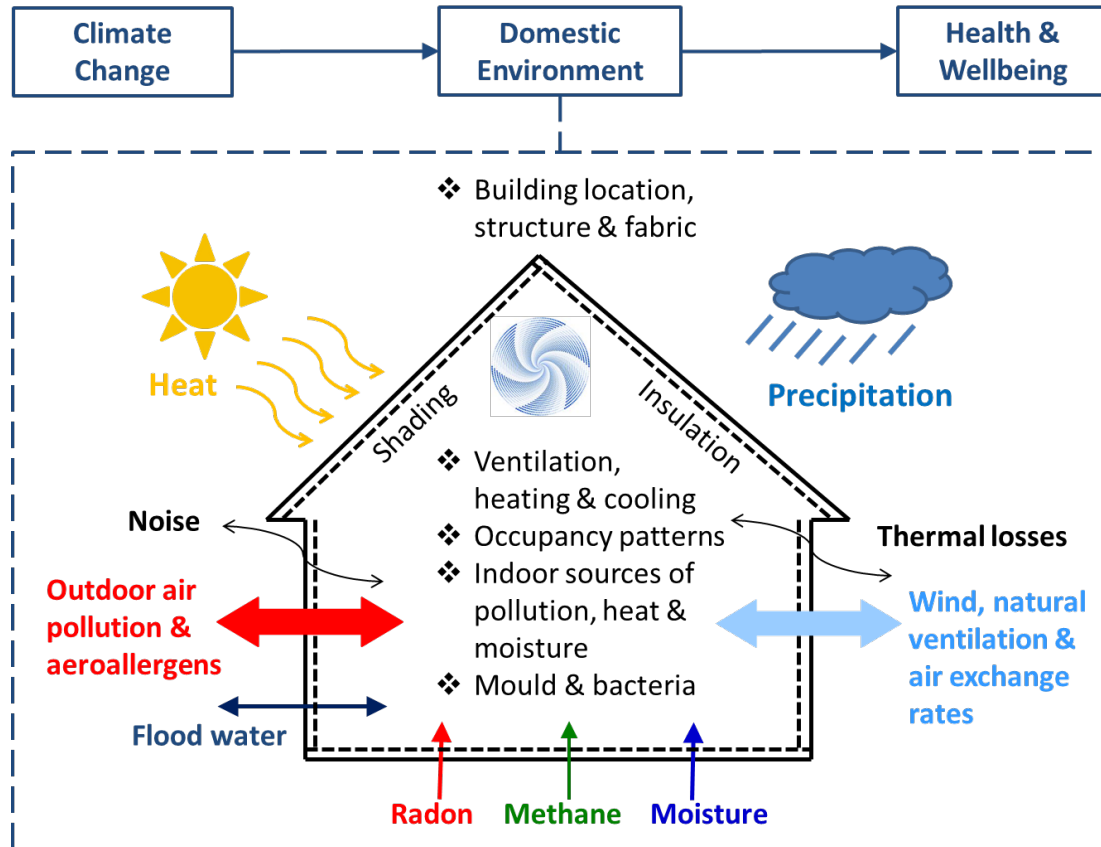 Climate
Change
Domestic
Environment
Health &
Wellbeing
❖ Building location,
structure & fabric
Heat
Precipitation
Shading
Insulation
❖ Ventilation,
heating & cooling
❖ Occupancy patterns
❖ Indoor sources of
pollution, heat &
moisture
❖ Mould & bacteria
Noise
Thermal losses
Outdoor air
pollution &
aeroallergens
Wind, natural
ventilation &
air exchange
rates
Flood water
Radon
Methane
Moisture